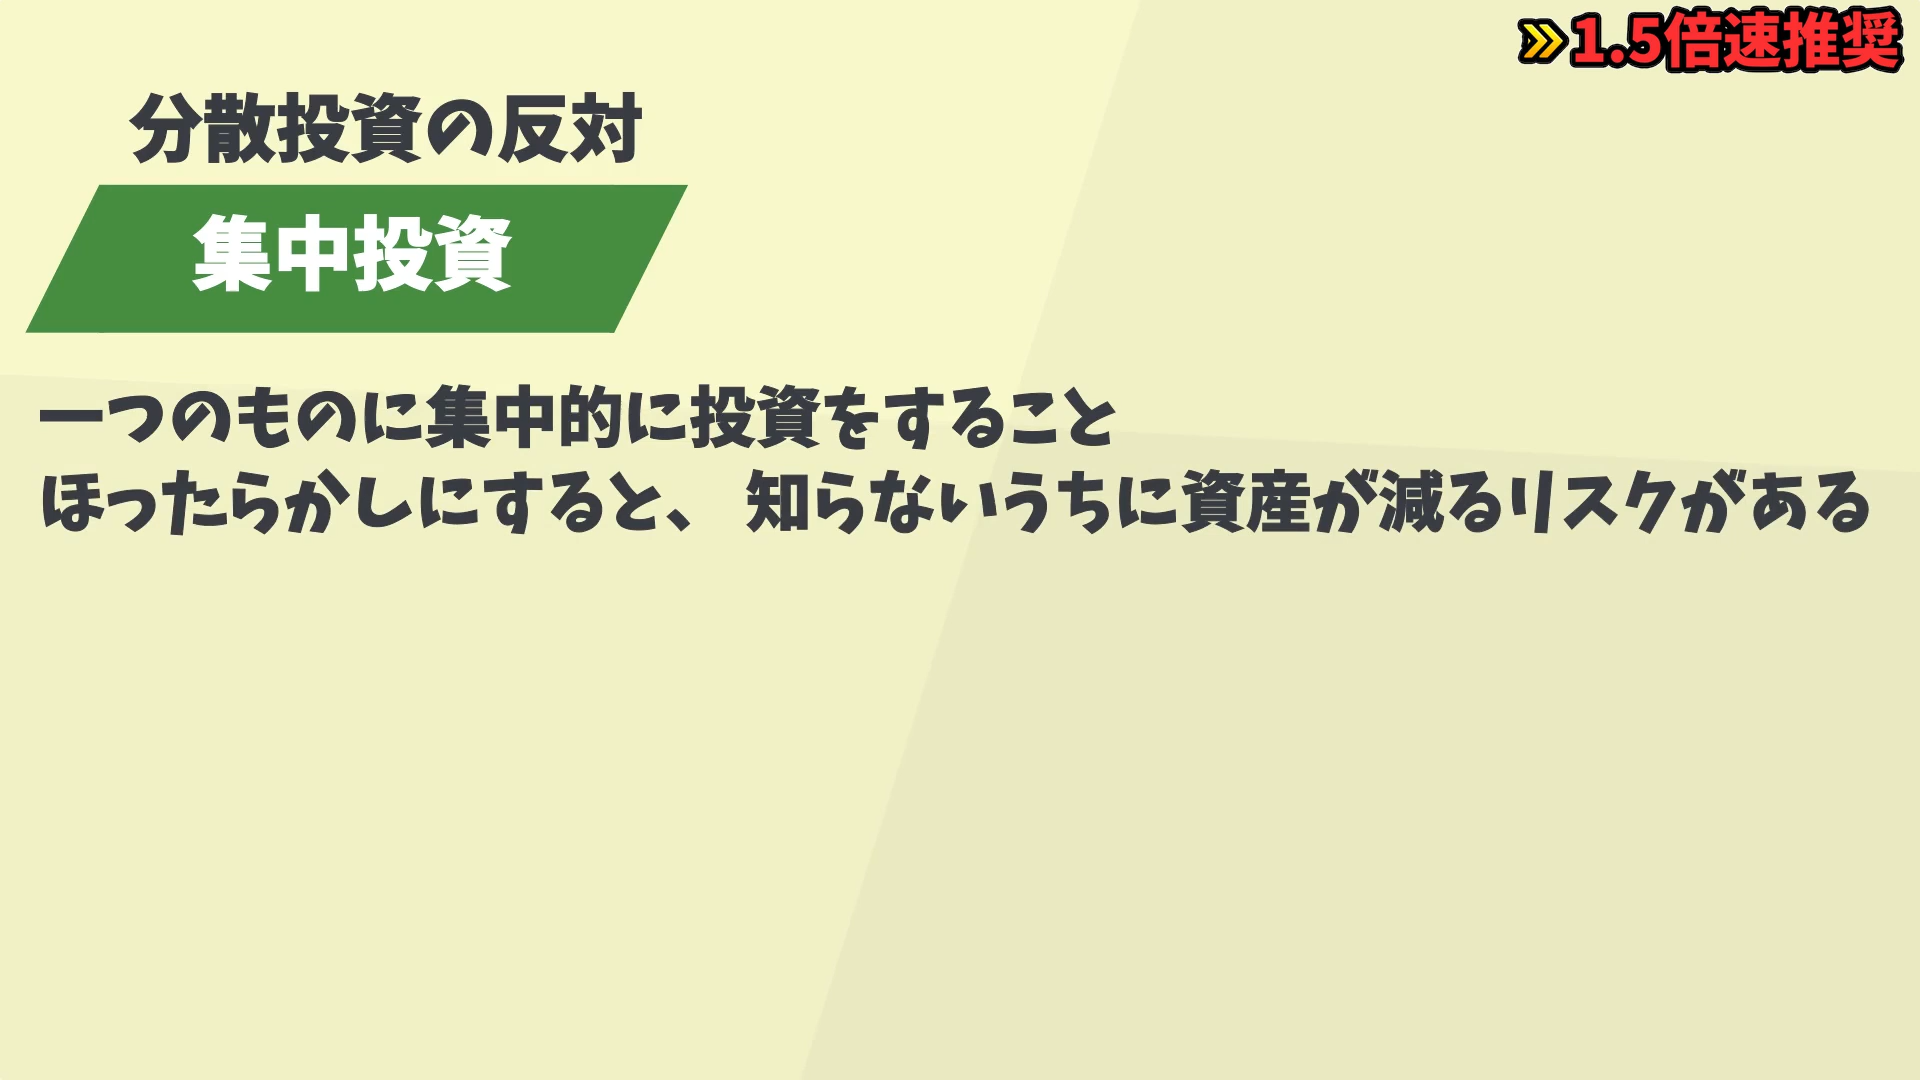 »1.5倍速推奨
分散投資の反対
集中投資
一つのものに集中的に投資をすること
ほったらかしにすると、 知らないうちに資産が減るリスクがある